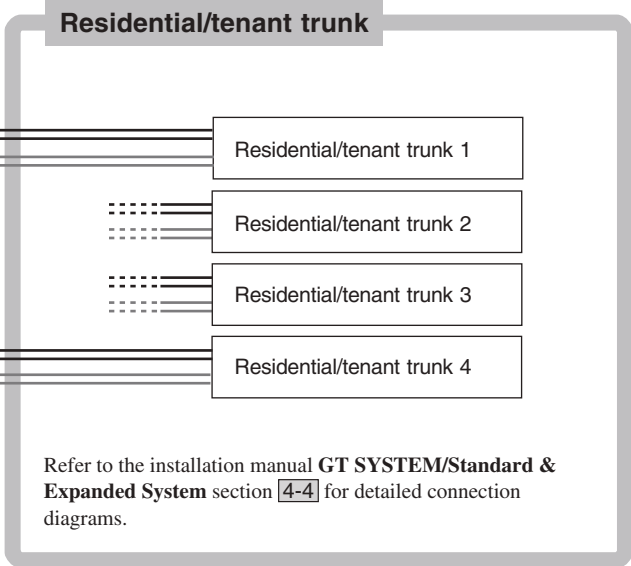 Residential/tenant trunk
Residential/tenant trunk 1
Residential/tenant trunk 2
Residential/tenant trunk 3
Residential/tenant trunk 4
Refer to the installation manual GT SYSTEM/Standard &
Expanded System section 4-4 for detailed connection
diagrams.